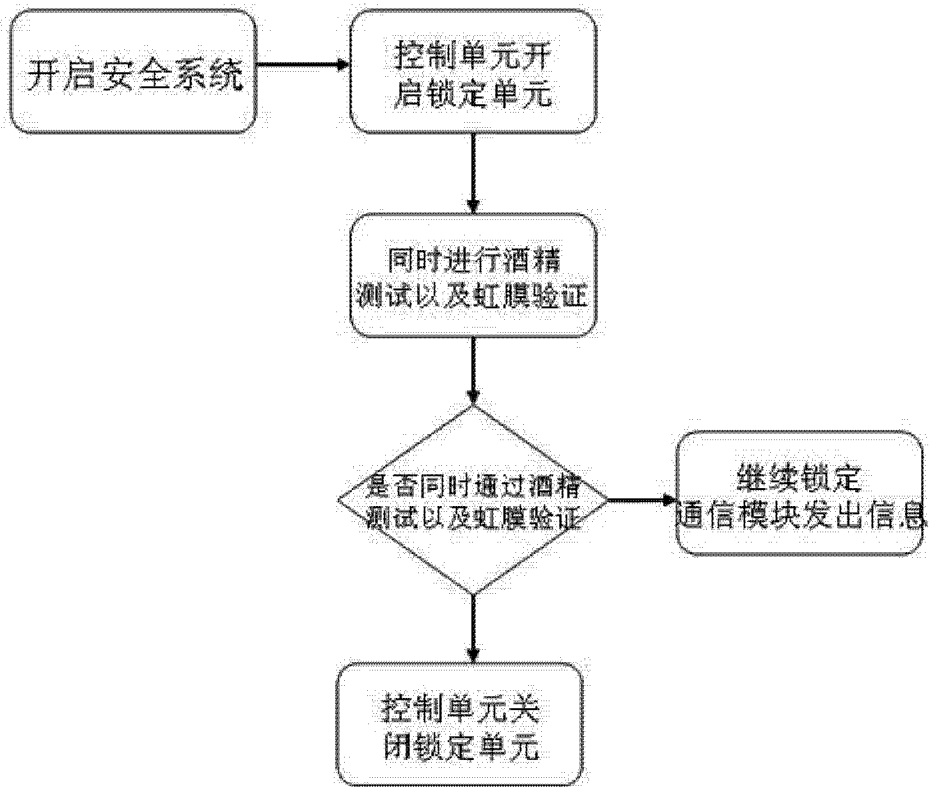 开启安全系统
控制单元开
启锁定单元
同时进行酒精
测试以及虹膜验证
是否同时通过酒精
测试以及虹膜验证
继续锁定
通信模块发出信息
控制单元关
闭锁定单元